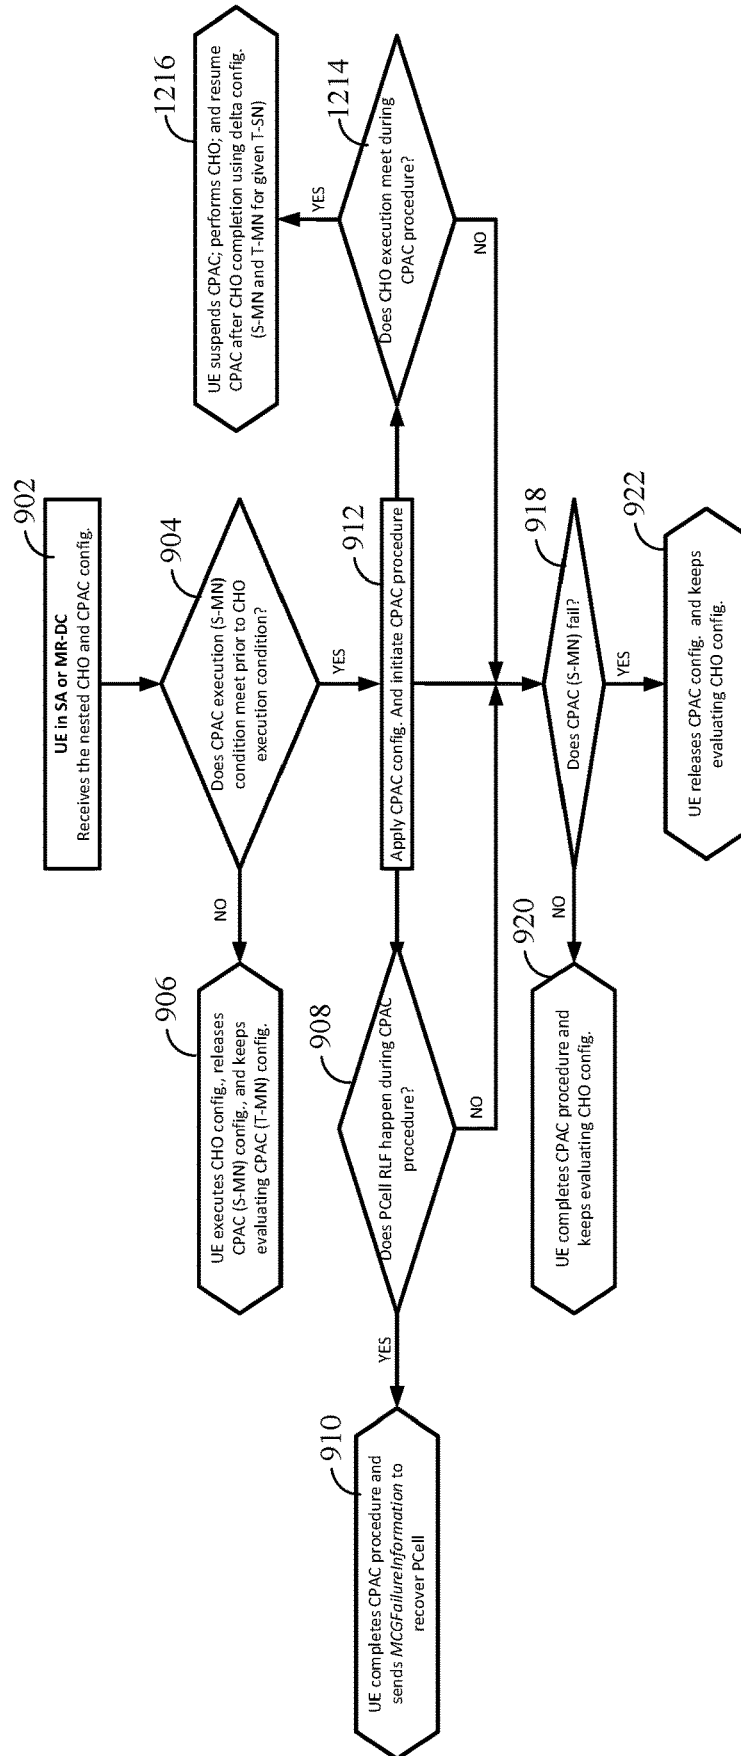 902
UE in SA or MR-DC
Receives the nested CHO and CPAC config.
904
Does CPAC execution (S-MN)
condition meet prior to CHO
execution condition?
NO
YES
906
UE executes CHO config., releases
CPAC (S-MN) config., and keeps
evaluating CPAC (T-MN) config.
912
Apply CPAC config. And initiate CPAC procedure
908
Does PCell RLF happen during CPAC
procedure?
YES
NO
910
UE completes CPAC procedure and
sends MCGFailureInformation to
recover PCell
1214
Does CHO execution meet during
CPAC procedure?
YES
NO
1216
UE suspends CPAC; performs CHO; and resume
CPAC after CHO completion using delta config.
(S-MN and T-MN for given T-SN)
918
Does CPAC (S-MN) fail?
NO
YES
920
UE completes CPAC procedure and
keeps evaluating CHO config.
922
UE releases CPAC config. and keeps
evaluating CHO config.